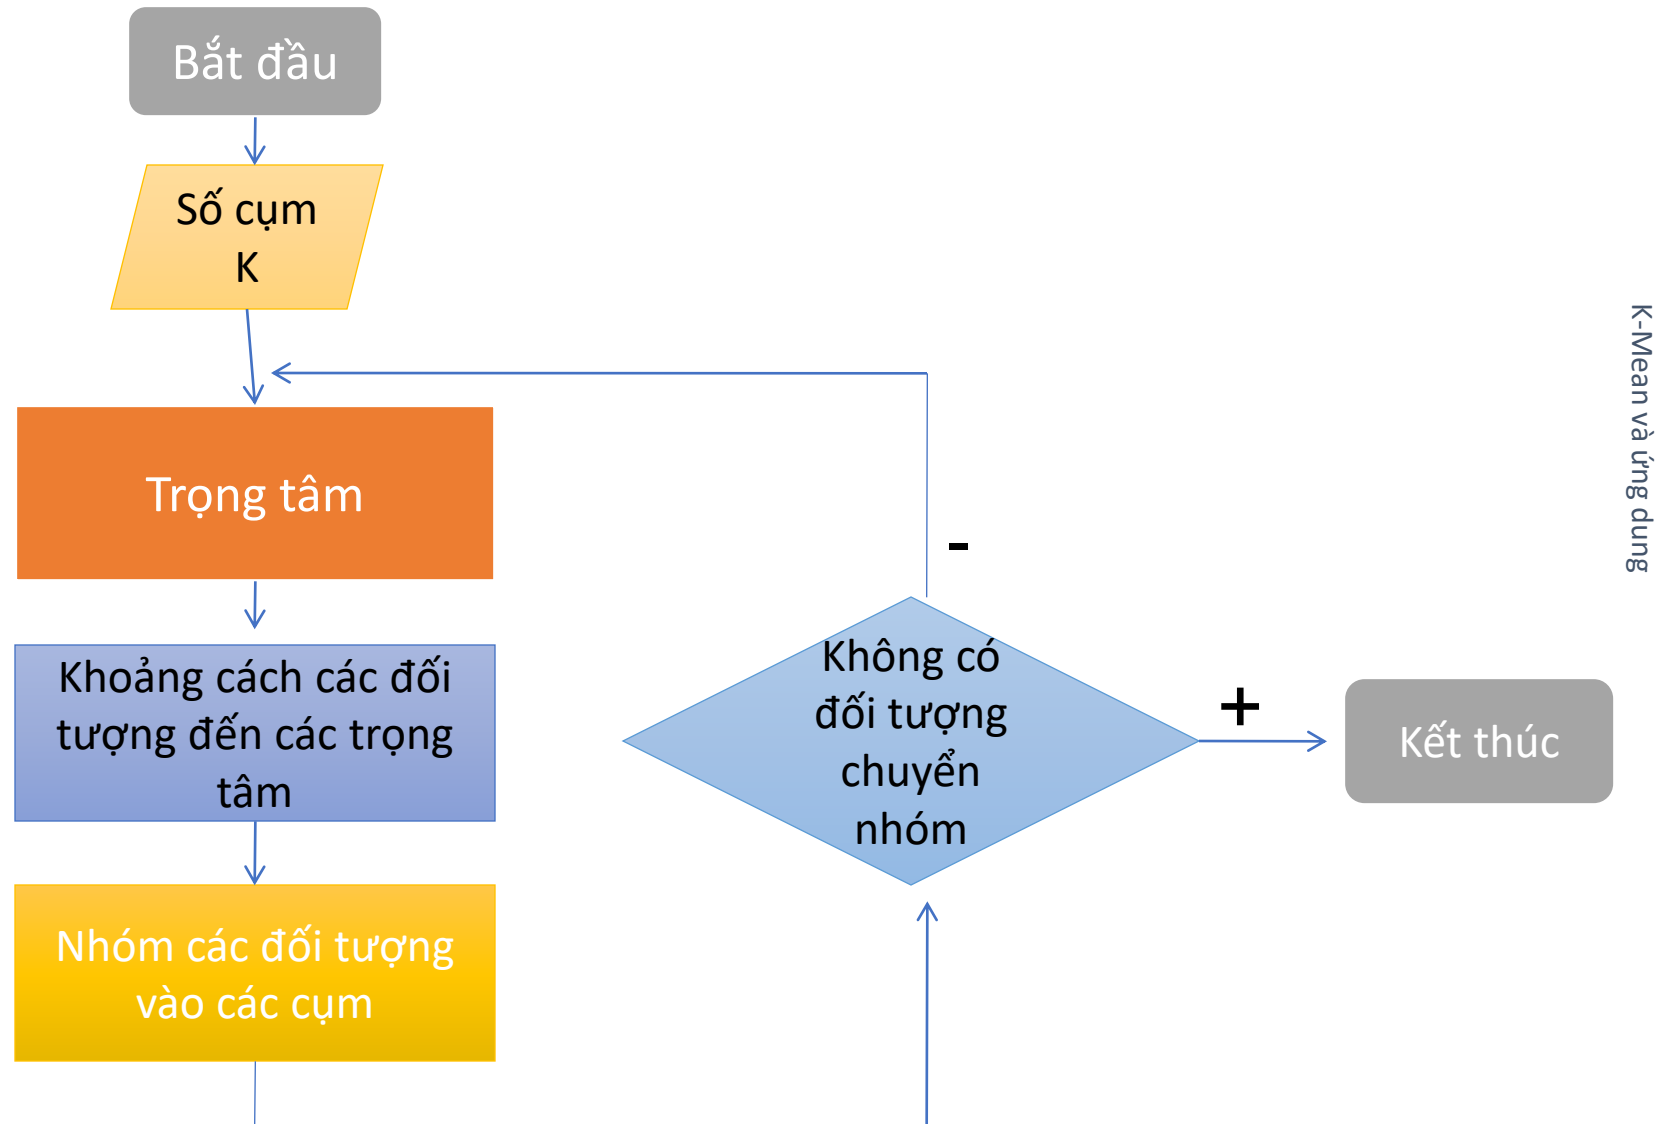 Bắt đầu
Số cụm
K
Trọng tâm
Khoảng cách các đối
tượng đến các trọng
tâm
Nhóm các đối tượng
vào các cụm
-
Không có
đối tượng
chuyển
nhóm
+
Kết thúc
K-Mean và ứng dung